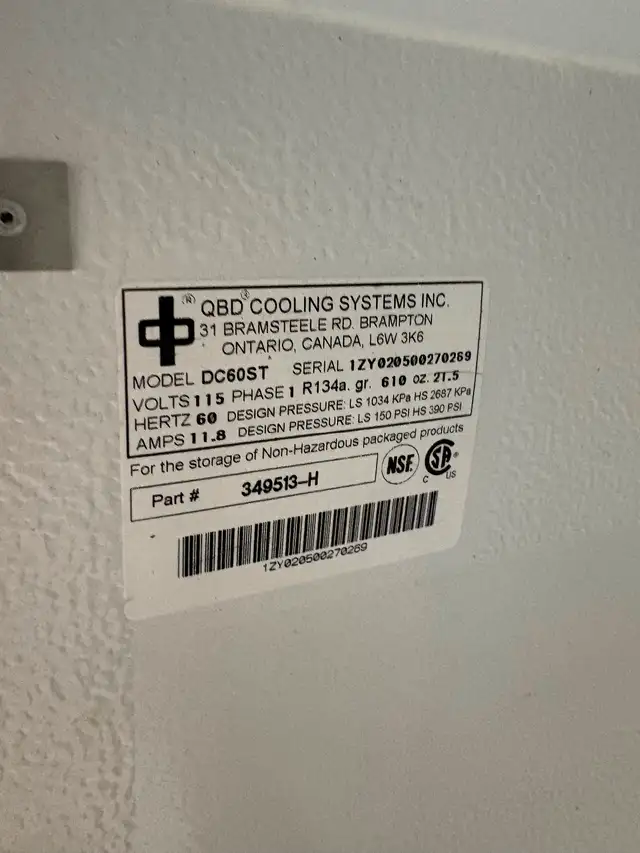 QBD® COOLING SYSTEMS INC.
31 BRAMSTEELE RD. BRAMPTON
ONTARIO, CANADA, L6W 3K6
MODEL DC60ST SERIAL 1ZY020500270269
VOLTS 115 PHASE 1 R134a. gr. 610 oz. 21.5
HERTZ 60 DESIGN PRESSURE: LS 1034 KPa HS 2687 KPa
AMPS 11.8 DESIGN PRESSURE: LS 150 PSI HS 390 PSI
For the storage of Non-Hazardous packaged products
Part # 349513-H
NSF.
SA®
C US
1ZY020500270269